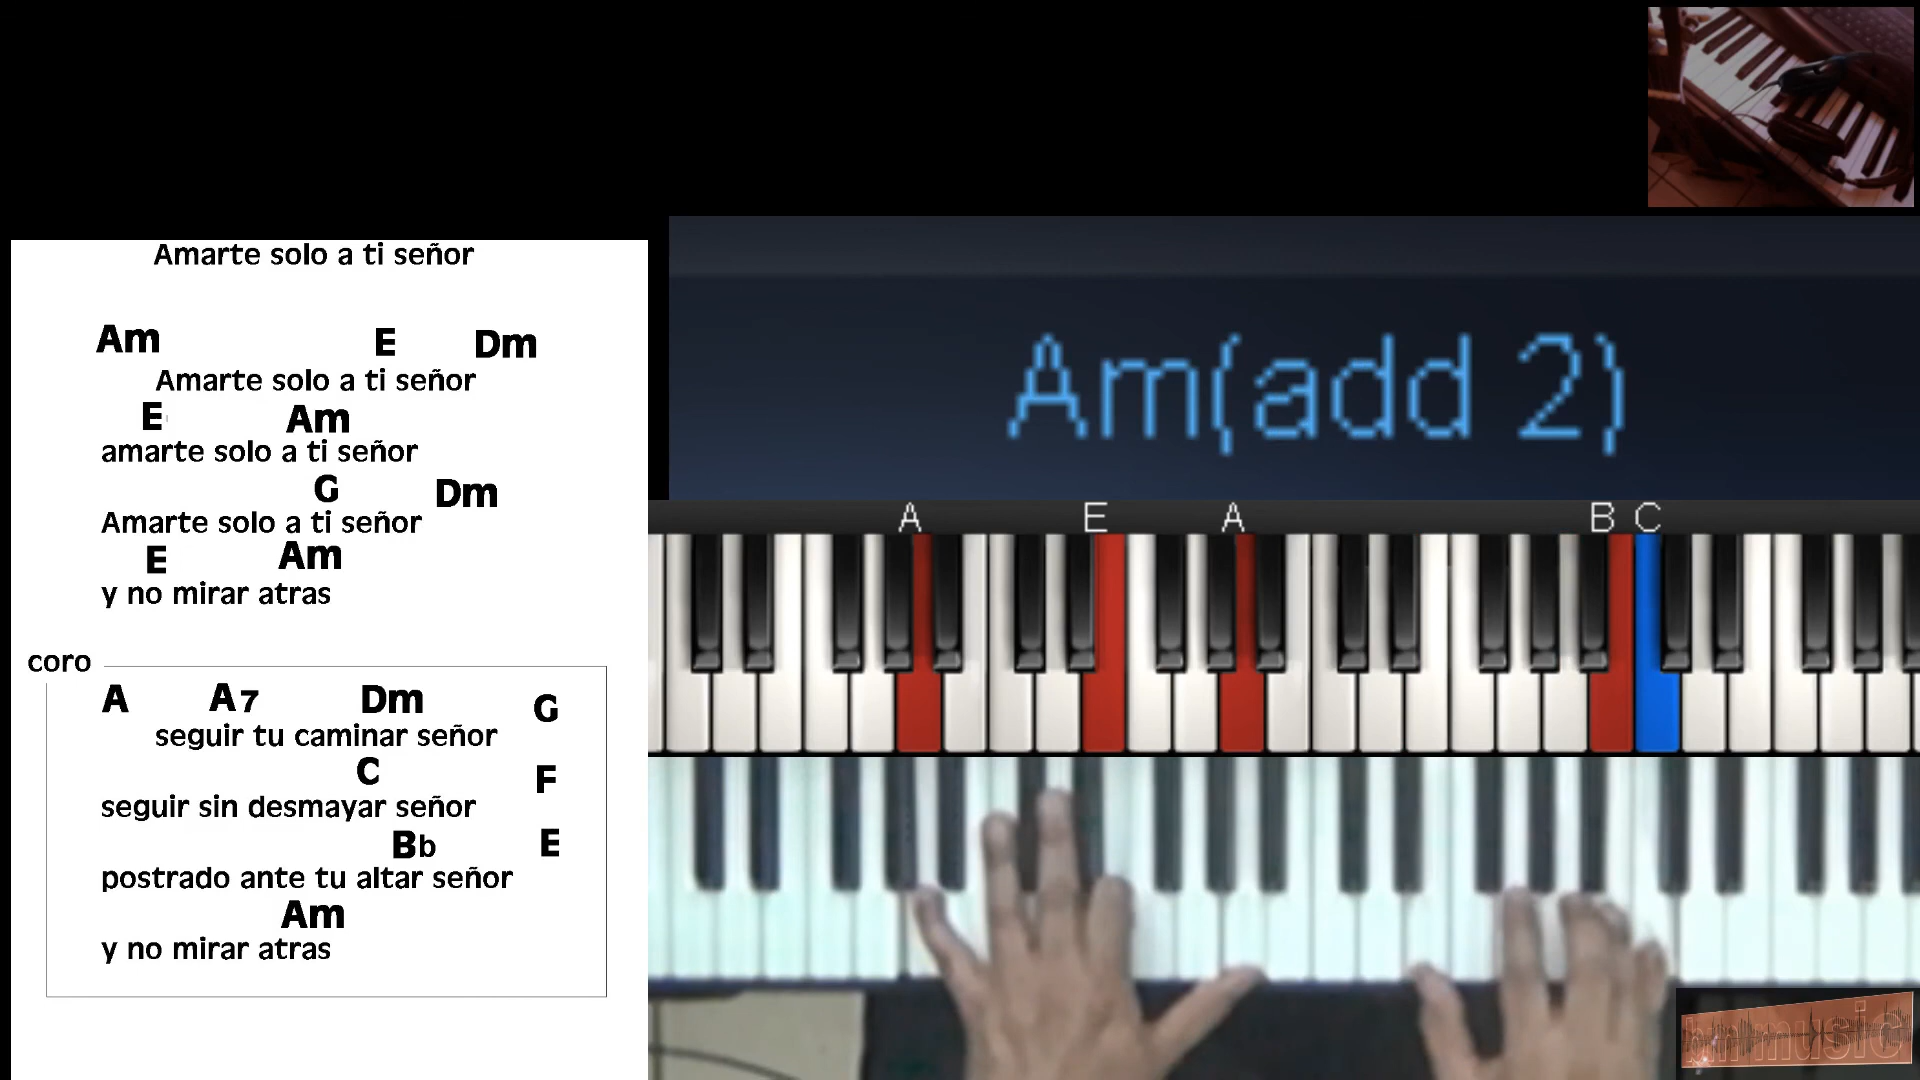 Amarte solo a ti señor
Am E Dm
Amarte solo a ti señor
E Am
amarte solo a ti señor
G Dm
Amarte solo a ti señor
E Am
y no mirar atras
coro
A A7 Dm G
seguir tu caminar señor
C F
seguir sin desmayar señor
Bb E
postrado ante tu altar señor
Am
y no mirar atras
Am(add 2)
A E A B C